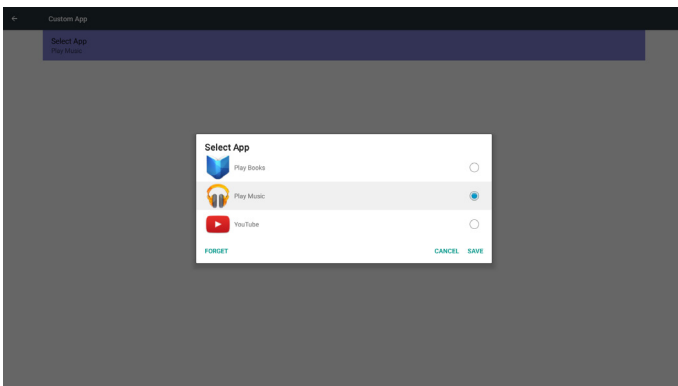 Custom App
Select App
Play Music
Select App
Play Books
Play Music
YouTube
FORGET CANCEL SAVE